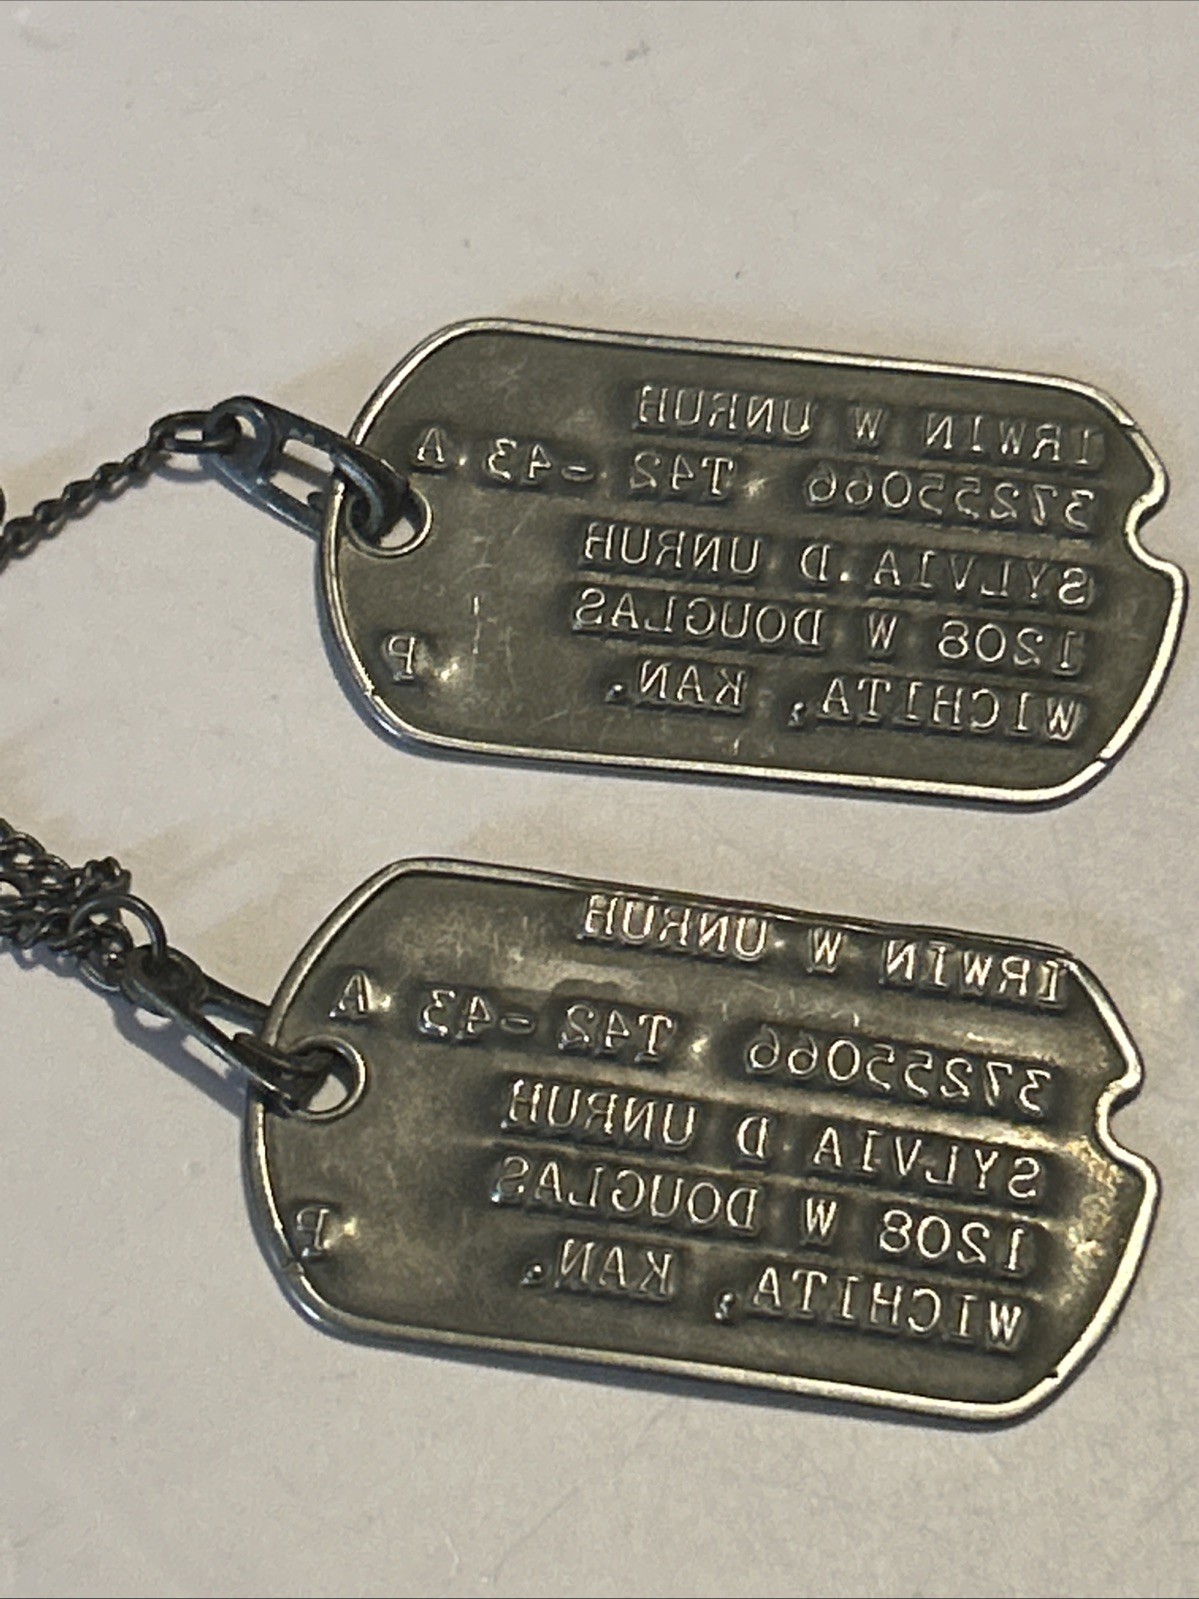 IRWIN W UNRUH
37255066 T42-43 A
SYLVIA D UNRUH
1208 W DOUGLAS
WICHITA, KAN. P
IRWIN W UNRUH
37255066 T42-43 A
SYLVIA D UNRUH
1208 W DOUGLAS
WICHITA, KAN. P